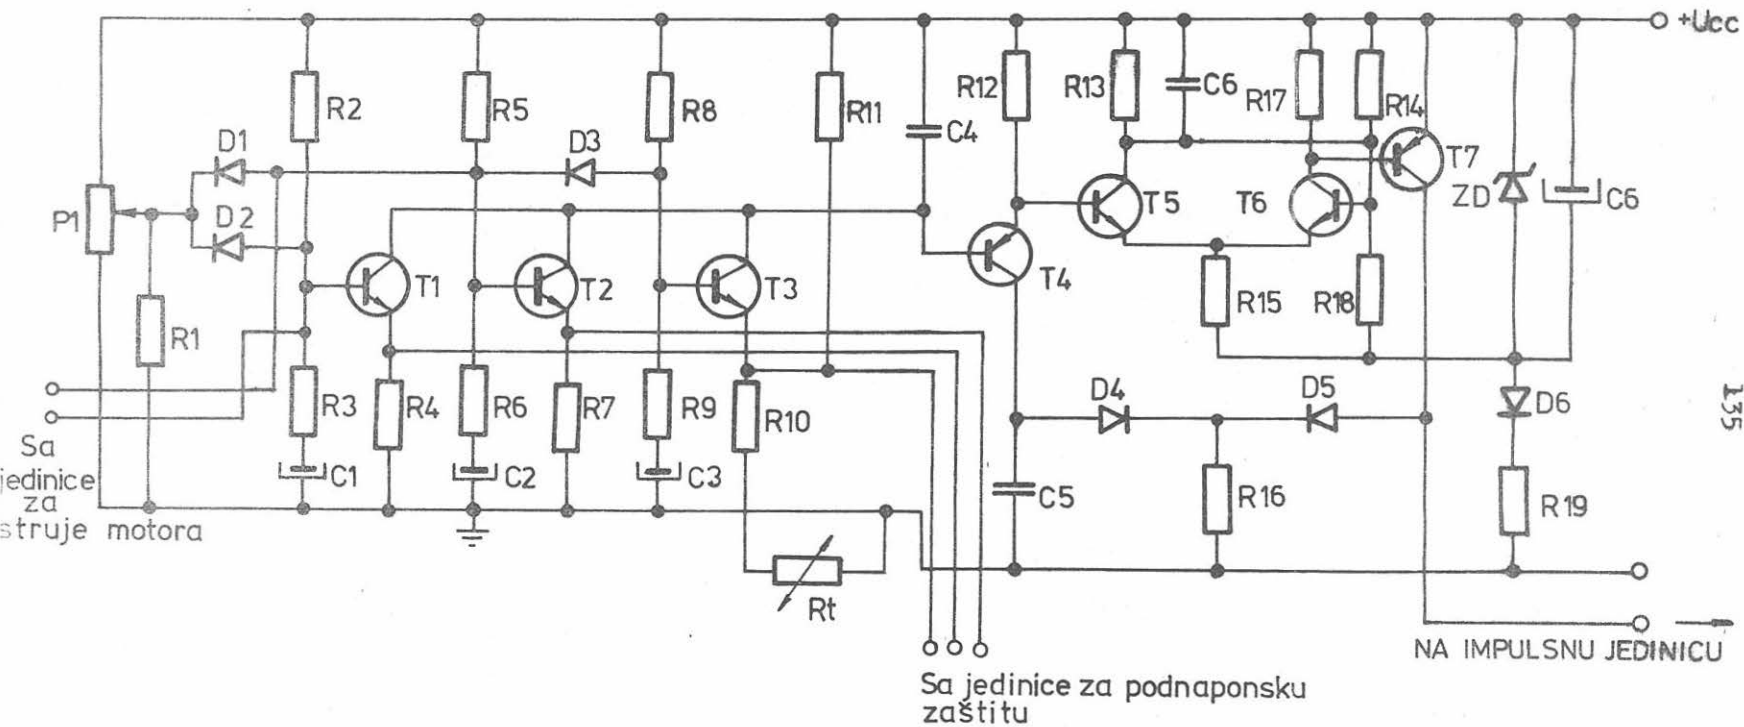 +Ucc
R2
R5
R8
R11
C4
R12
R13
C6
R17
R14
D1
D3
T7
P1
D2
T5
T6
ZD
C6
T1
T2
T3
T4
R1
R15
R18
R3
R4
R6
R7
R9
R10
D4
D5
D6
135
Sa
jedinice
za
struje motora
C1
C2
C3
C5
R16
R19
Rt
NA IMPULSNU JEDINICU
Sa jedinice za podnaponsku
zaštitu